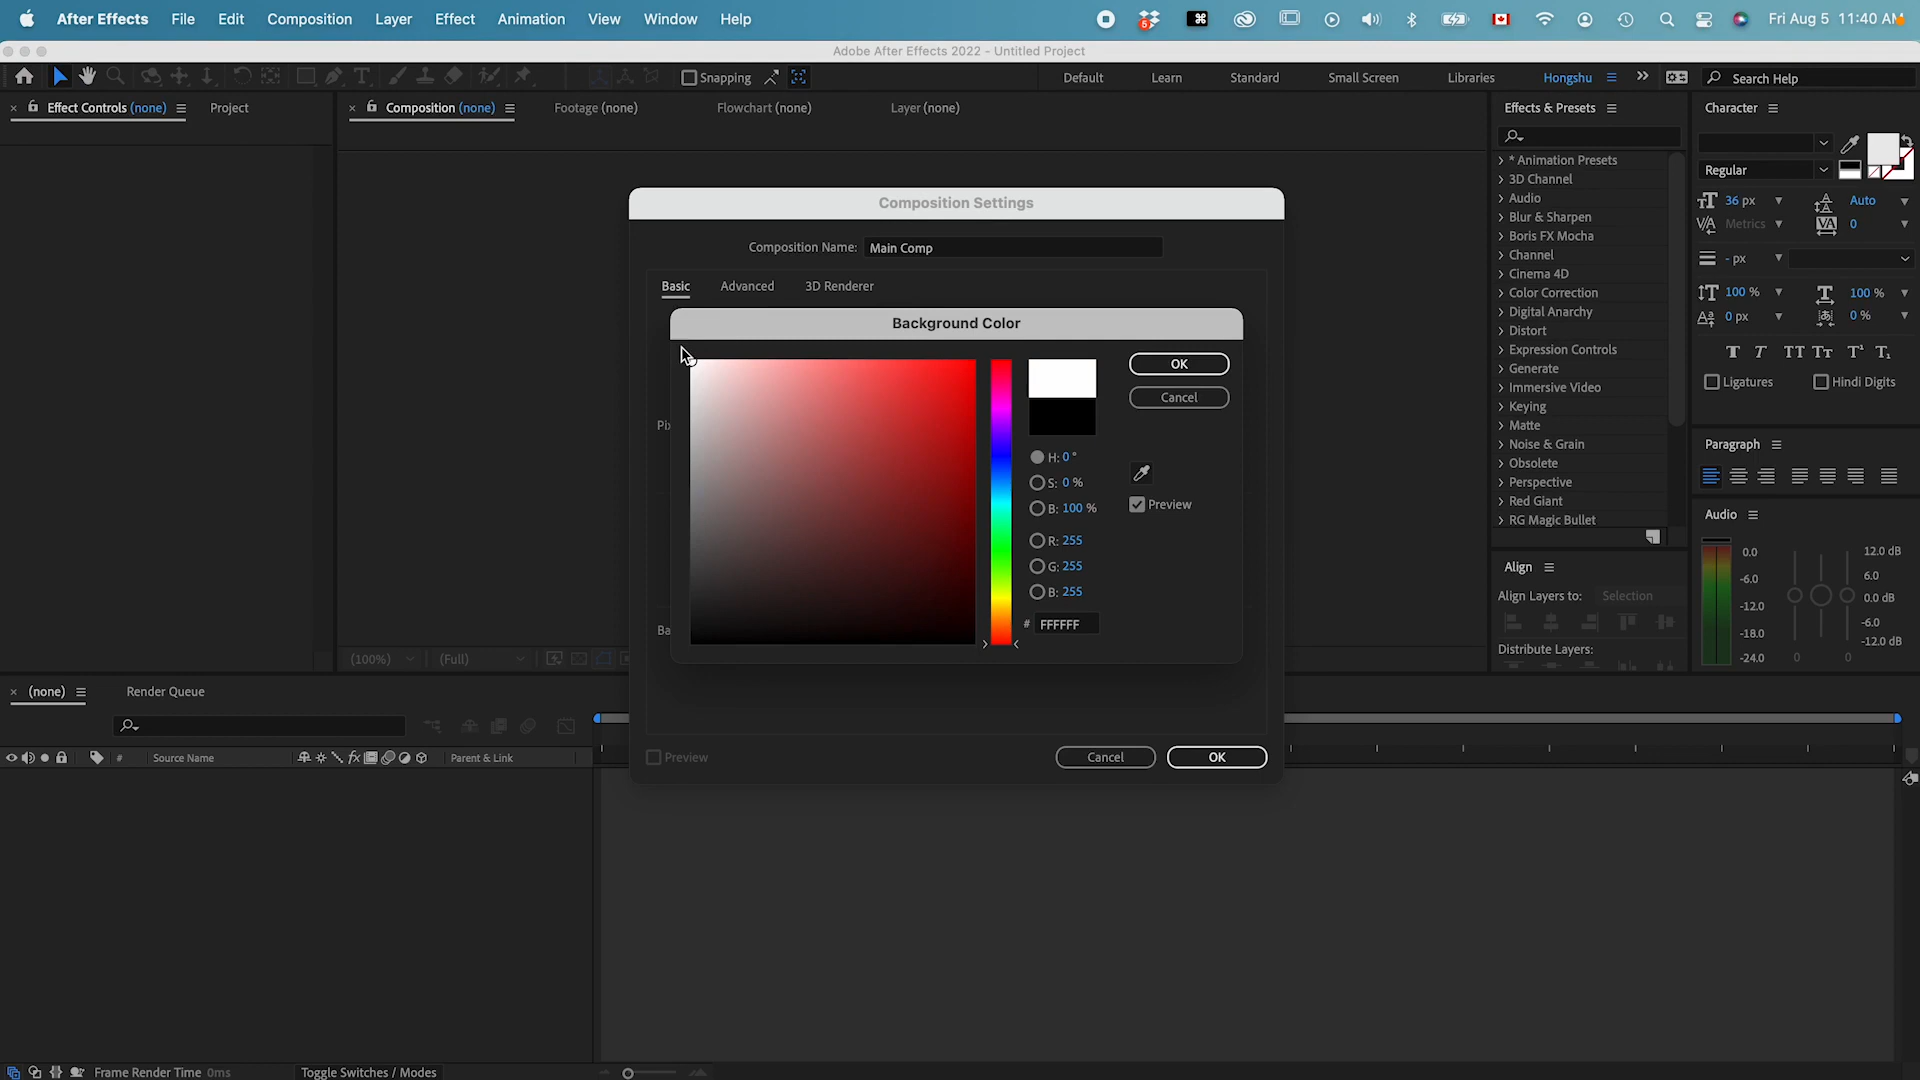 After Effects File Edit Composition Layer Effect Animation View Window Help 5 Fri Aug 5 11:40 AM
Adobe After Effects 2022 - Untitled Project
Snapping Default Learn Standard Small Screen Libraries Hongshu Search Help
Effect Controls (none) Project Composition (none) Footage (none) Flowchart (none) Layer (none) Effects & Presets Character
* Animation Presets
3D Channel
Audio
Blur & Sharpen
Boris FX Mocha
Channel
Cinema 4D
Color Correction
Digital Anarchy
Distort
Expression Controls
Generate
Immersive Video
Keying
Matte
Noise & Grain
Obsolete
Perspective
Red Giant
RG Magic Bullet
Regular
36 px Auto
Metrics 0
- px
100 % 100 %
0 px 0 %
Ligatures Hindi Digits
Paragraph
Audio
0.0
-6.0
-12.0
-18.0
-24.0
12.0 dB
6.0
0.0 dB
-6.0
-12.0 dB
0 0
Align
Align Layers to: Selection
Distribute Layers:
Composition Settings
Composition Name: Main Comp
Basic Advanced 3D Renderer
Background Color
OK
Cancel
H: 0 °
S: 0 %
B: 100 %
R: 255
G: 255
B: 255
# FFFFFF
Preview
Pix
Ba
Preview Cancel OK
(100%) (Full)
(none) Render Queue
# Source Name fx Parent & Link
Frame Render Time 0ms Toggle Switches / Modes